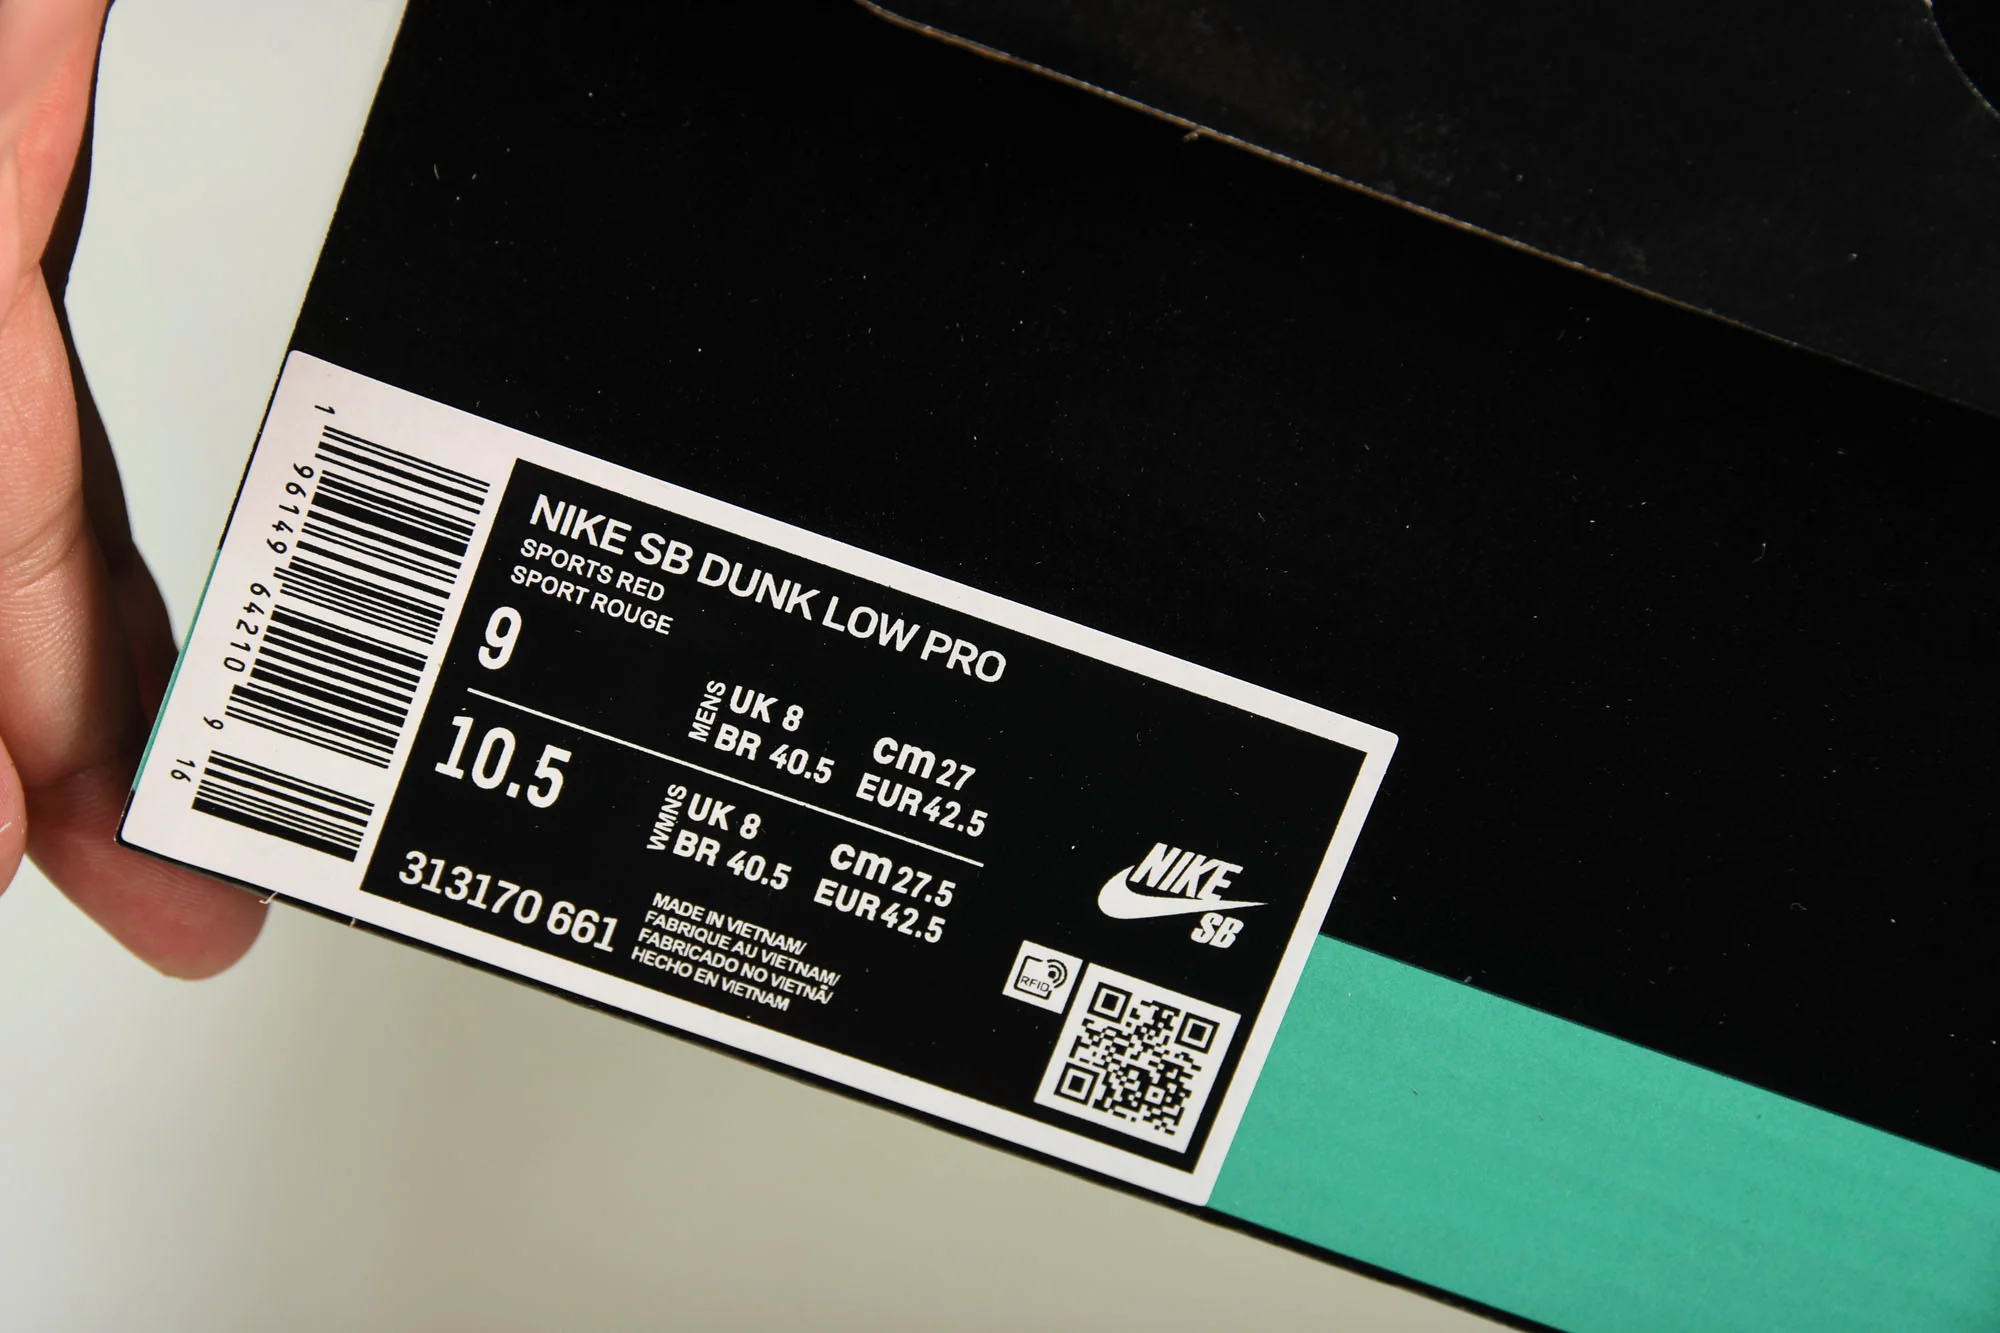 1 96149 64210 9 16
NIKE SB DUNK LOW PRO
SPORTS RED
SPORT ROUGE
9
MENS
UK 8
BR 40.5
cm 27
EUR 42.5
10.5
WMNS
UK 8
BR 40.5
cm 27.5
EUR 42.5
313170 661
MADE IN VIETNAM/
FABRIQUE AU VIETNAM/
FABRICADO NO VIETNÃ/
HECHO EN VIETNAM
NIKE
SB
RFID